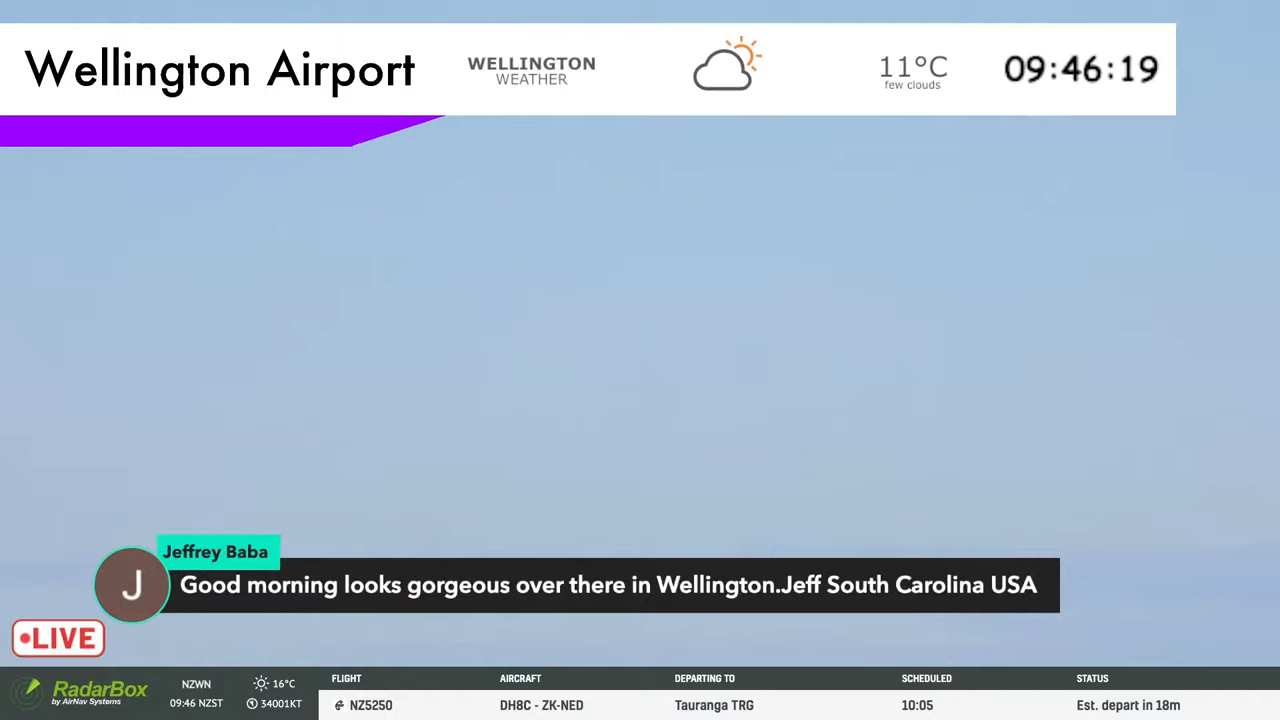 Wellington Airport
WELLINGTON
WEATHER
11°C
few clouds
09:46:19
Jeffrey Baba
J
Good morning looks gorgeous over there in Wellington.Jeff South Carolina USA
•LIVE
RadarBox
by AirNav Systems
NZWN
09:46 NZST
16°C
34001KT
FLIGHT AIRCRAFT DEPARTING TO SCHEDULED STATUS
NZ5250 DH8C - ZK-NED Tauranga TRG 10:05 Est. depart in 18m